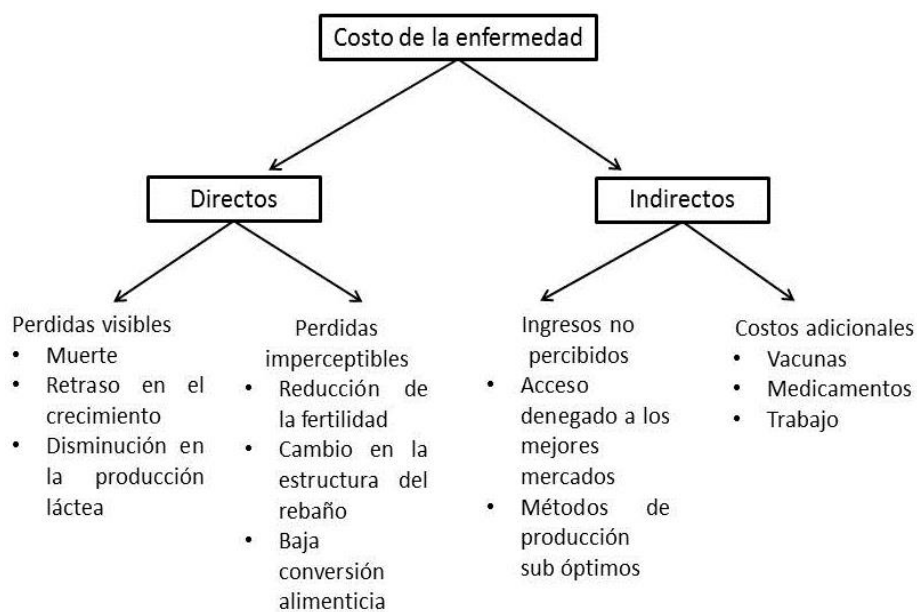 Costo de la enfermedad
Directos
Indirectos
Perdidas visibles
• Muerte
• Retraso en el
crecimiento
• Disminución en
la producción
láctea
Perdidas
imperceptibles
• Reducción de
la fertilidad
• Cambio en la
estructura del
rebaño
• Baja
conversión
alimenticia
Ingresos no
percibidos
• Acceso
denegado a los
mejores
mercados
• Métodos de
producción
sub óptimos
Costos adicionales
• Vacunas
• Medicamentos
• Trabajo